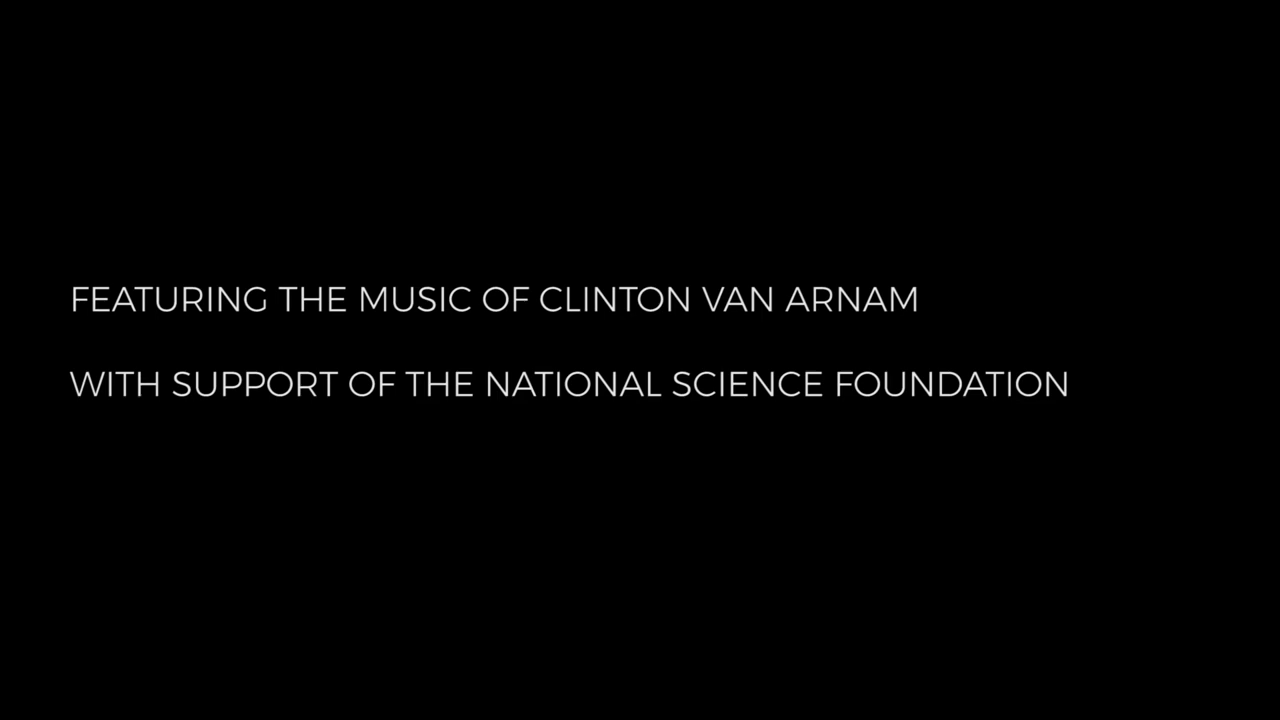 FEATURING THE MUSIC OF CLINTON VAN ARNAM
WITH SUPPORT OF THE NATIONAL SCIENCE FOUNDATION